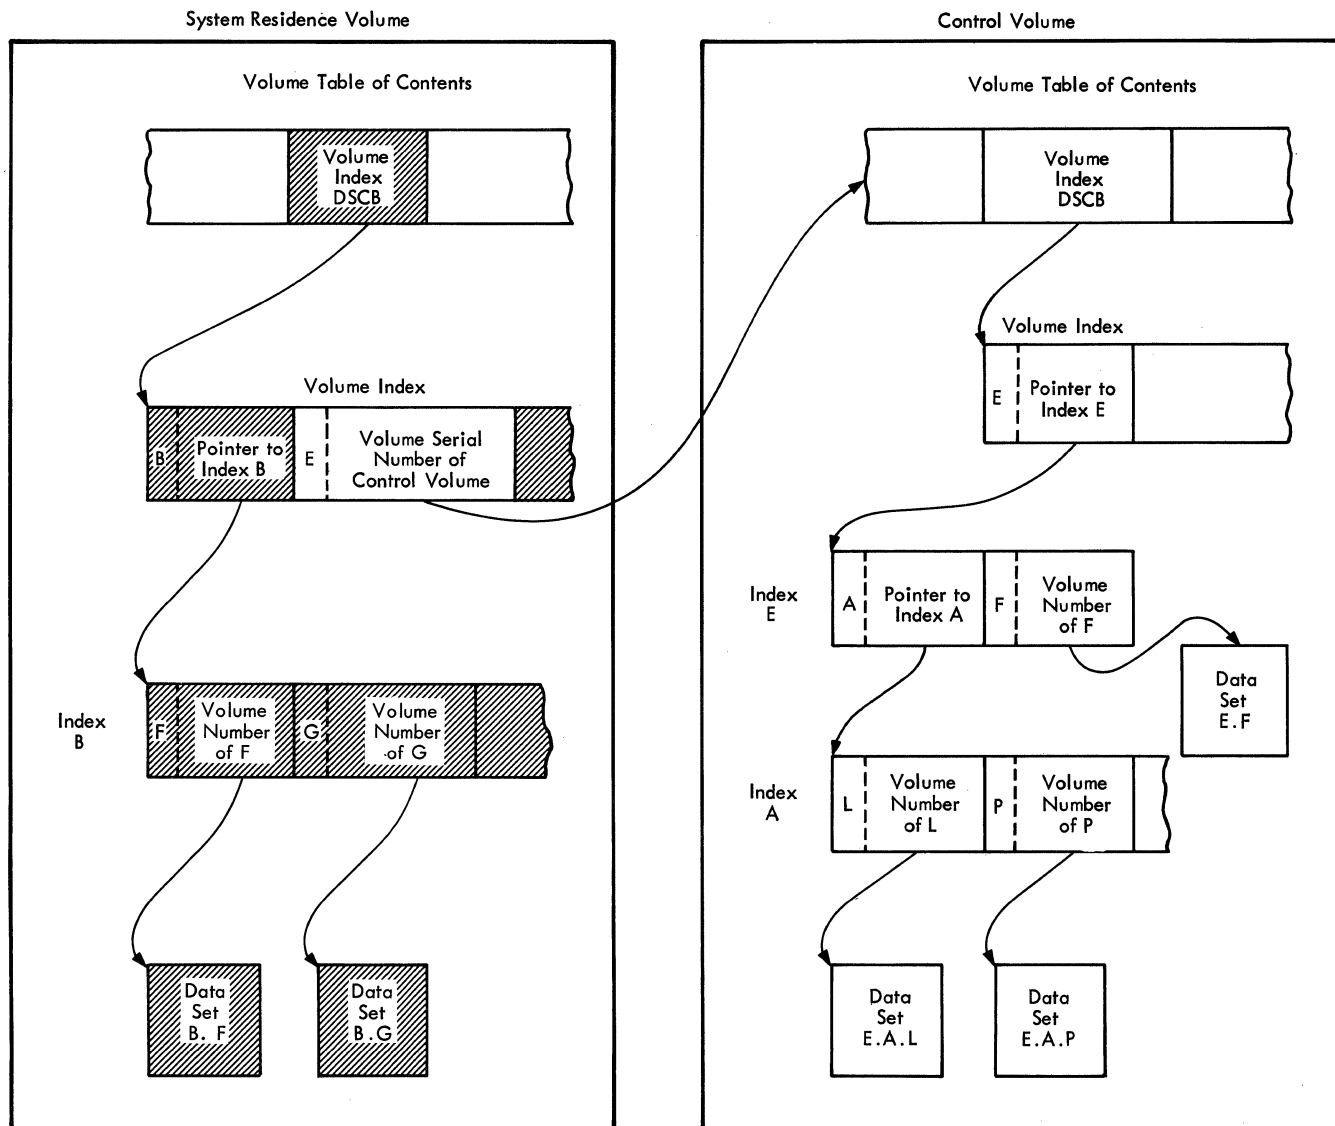 System Residence Volume
Volume Table of Contents
Volume
Index
DSCB
Volume Index
B
Pointer to
Index B
E
Volume Serial
Number of
Control Volume
Index
B
F
Volume
Number
of F
G
Volume
Number
of G
Data
Set
B. F
Data
Set
B.G
Control Volume
Volume Table of Contents
Volume
Index
DSCB
Volume Index
E
Pointer to
Index E
Index
E
A
Pointer to
Index A
F
Volume
Number
of F
Data
Set
E.F
Index
A
L
Volume
Number
of L
P
Volume
Number
of P
Data
Set
E.A.L
Data
Set
E.A.P